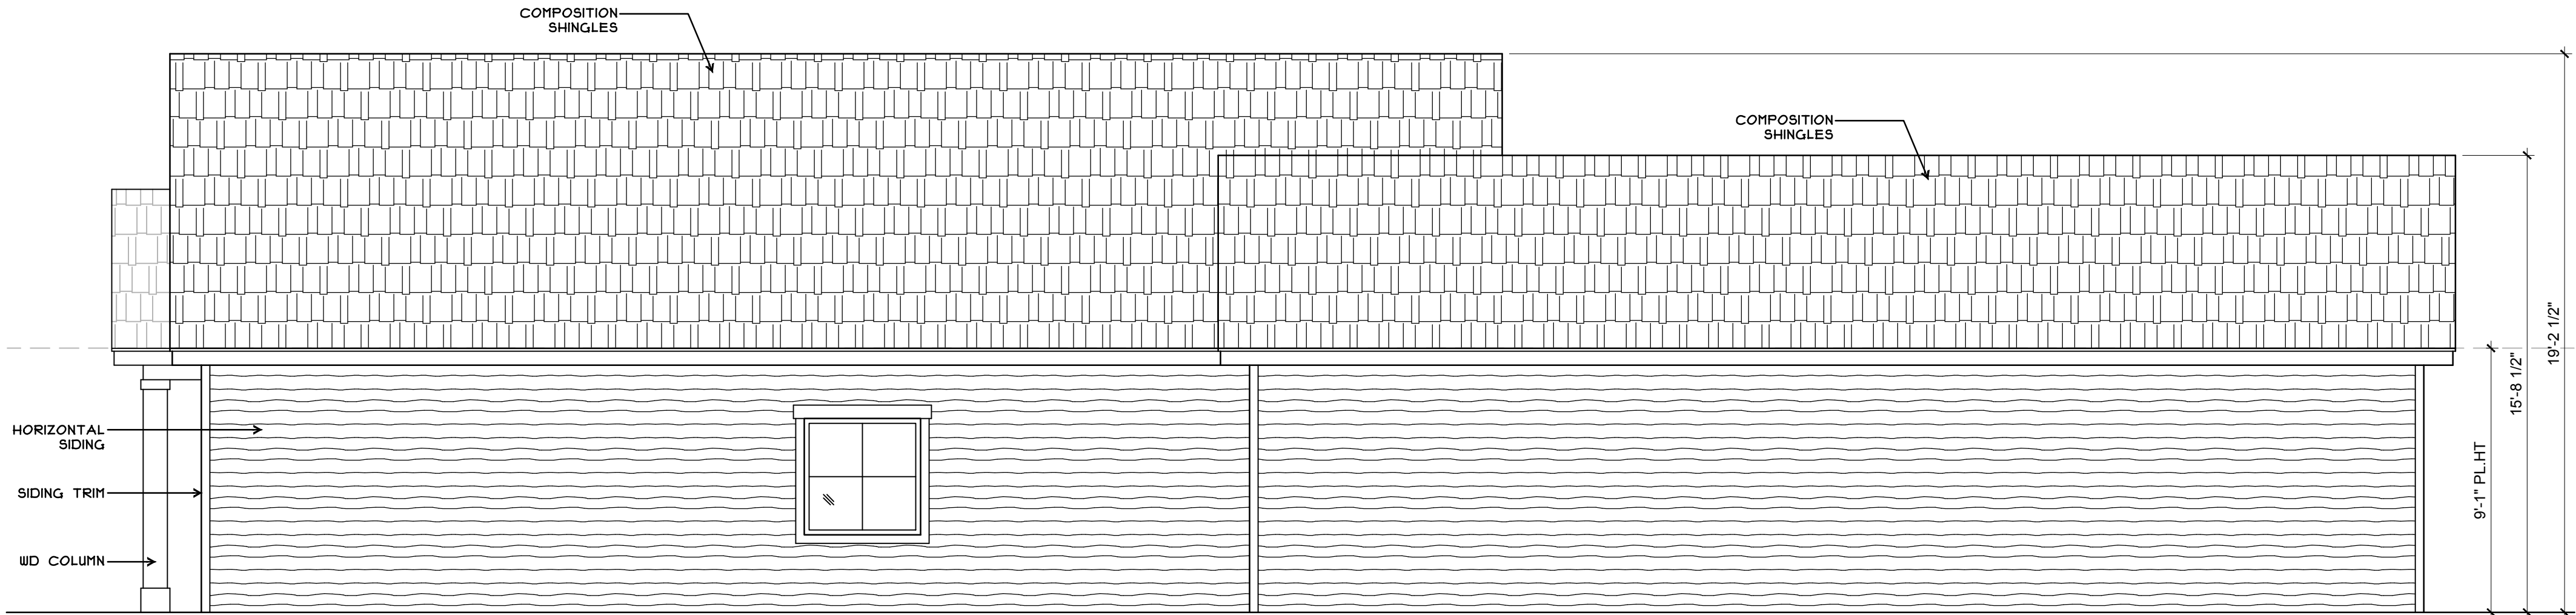 COMPOSITION
SHINGLES
COMPOSITION
SHINGLES
HORIZONTAL
SIDING
SIDING TRIM
WD COLUMN
9'-1" PL.HT
15'-8 1/2"
19'-2 1/2"